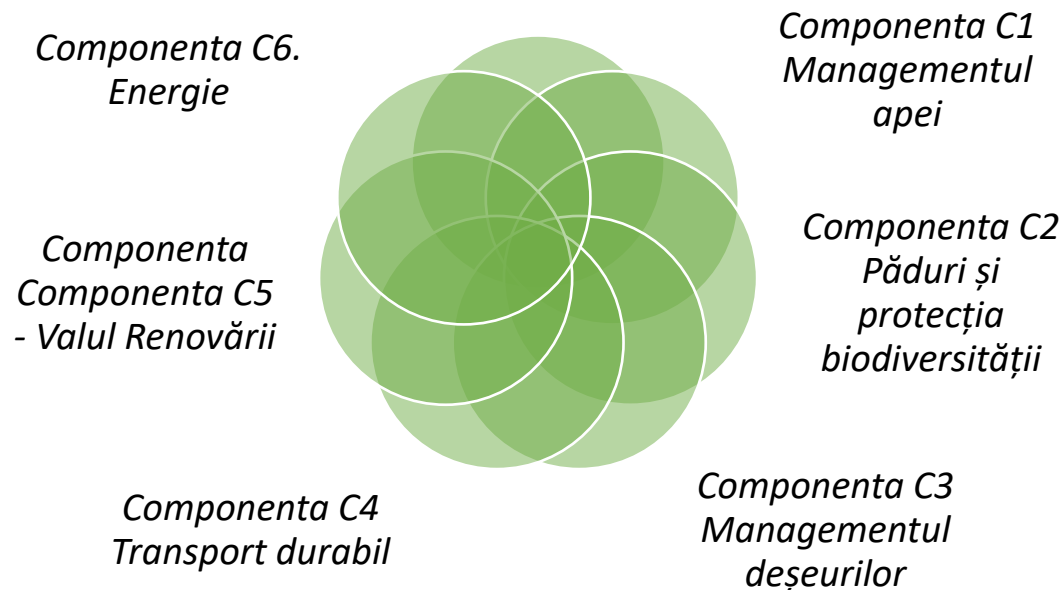 Componenta C6.
Energie
Componenta C1
Managementul
apei
Componenta
Componenta C5
- Valul Renovării
Componenta C2
Păduri și
protecția
biodiversității
Componenta C4
Transport durabil
Componenta C3
Managementul
deșeurilor